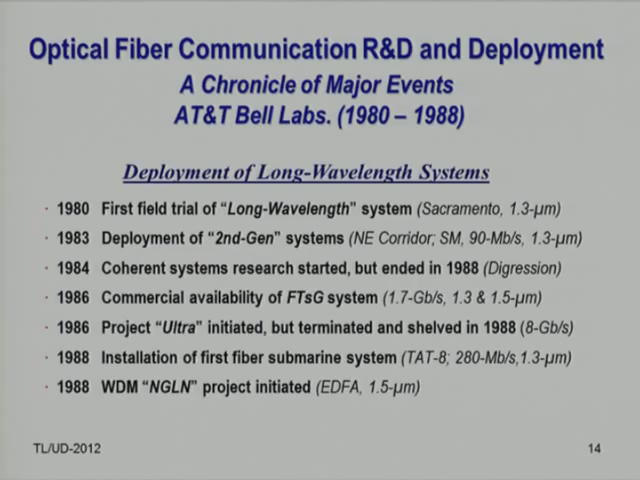 Optical Fiber Communication R&D and Deployment
A Chronicle of Major Events
AT&T Bell Labs. (1980 – 1988)
Deployment of Long-Wavelength Systems
· 1980 First field trial of “Long-Wavelength” system (Sacramento, 1.3-µm)
· 1983 Deployment of “2nd-Gen” systems (NE Corridor; SM, 90-Mb/s, 1.3-µm)
· 1984 Coherent systems research started, but ended in 1988 (Digression)
· 1986 Commercial availability of FTsG system (1.7-Gb/s, 1.3 & 1.5-µm)
· 1986 Project “Ultra” initiated, but terminated and shelved in 1988 (8-Gb/s)
· 1988 Installation of first fiber submarine system (TAT-8; 280-Mb/s,1.3-µm)
· 1988 WDM “NGLN” project initiated (EDFA, 1.5-µm)
TL/UD-2012
14